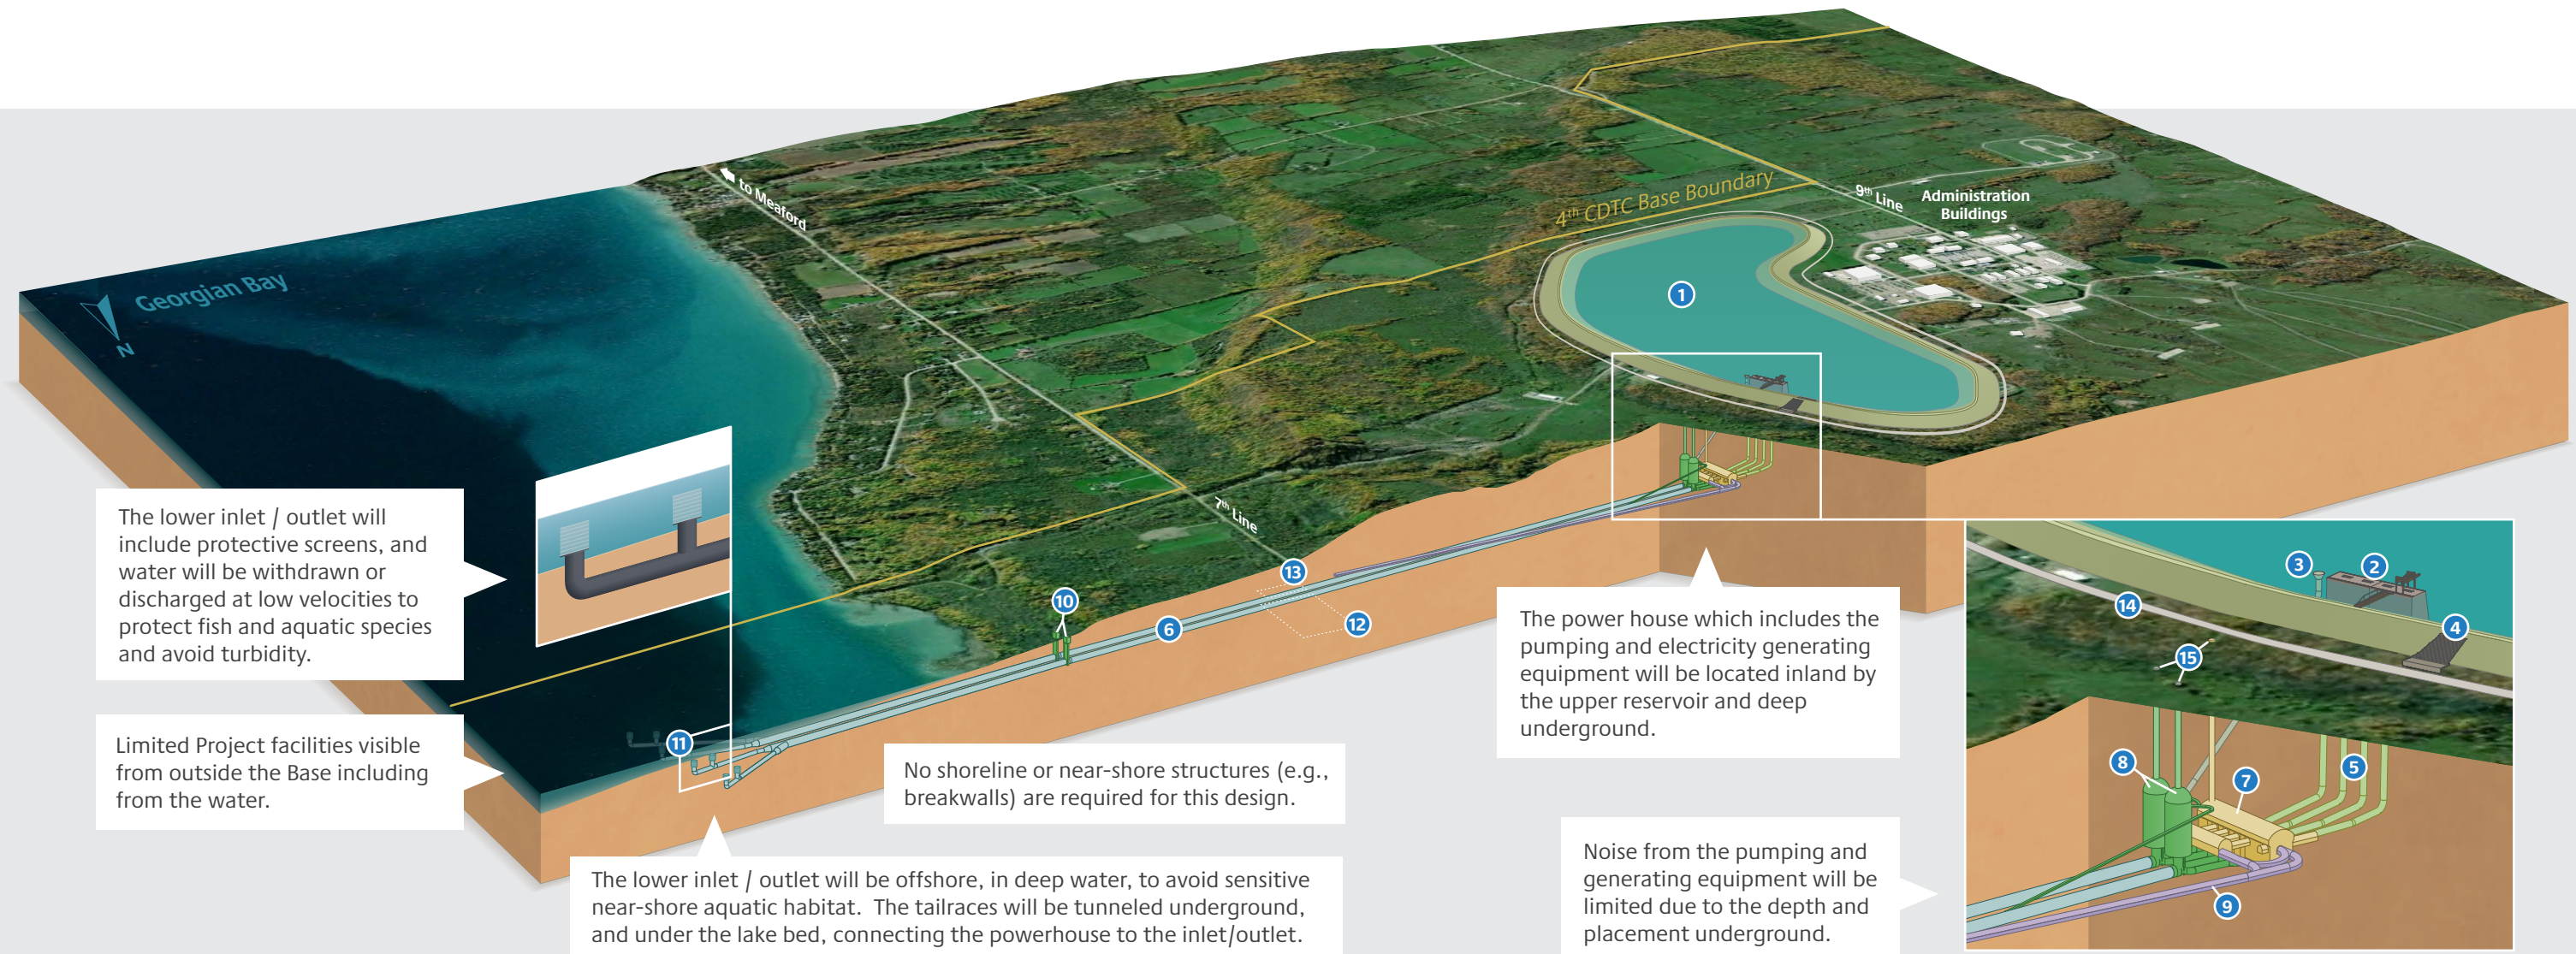 to Meaford
Georgian Bay
N
4th CDTC Base Boundary
9th Line
Administration
Buildings
1
7th Line
13
10
6
12
11
The lower inlet / outlet will
include protective screens, and
water will be withdrawn or
discharged at low velocities to
protect fish and aquatic species
and avoid turbidity.
Limited Project facilities visible
from outside the Base including
from the water.
No shoreline or near-shore structures (e.g.,
breakwalls) are required for this design.
The lower inlet / outlet will be offshore, in deep water, to avoid sensitive
near-shore aquatic habitat.  The tailraces will be tunneled underground,
and under the lake bed, connecting the powerhouse to the inlet/outlet.
The power house which includes the
pumping and electricity generating
equipment will be located inland by
the upper reservoir and deep
underground.
Noise from the pumping and
generating equipment will be
limited due to the depth and
placement underground.
3
2
14
4
15
8
7
5
9